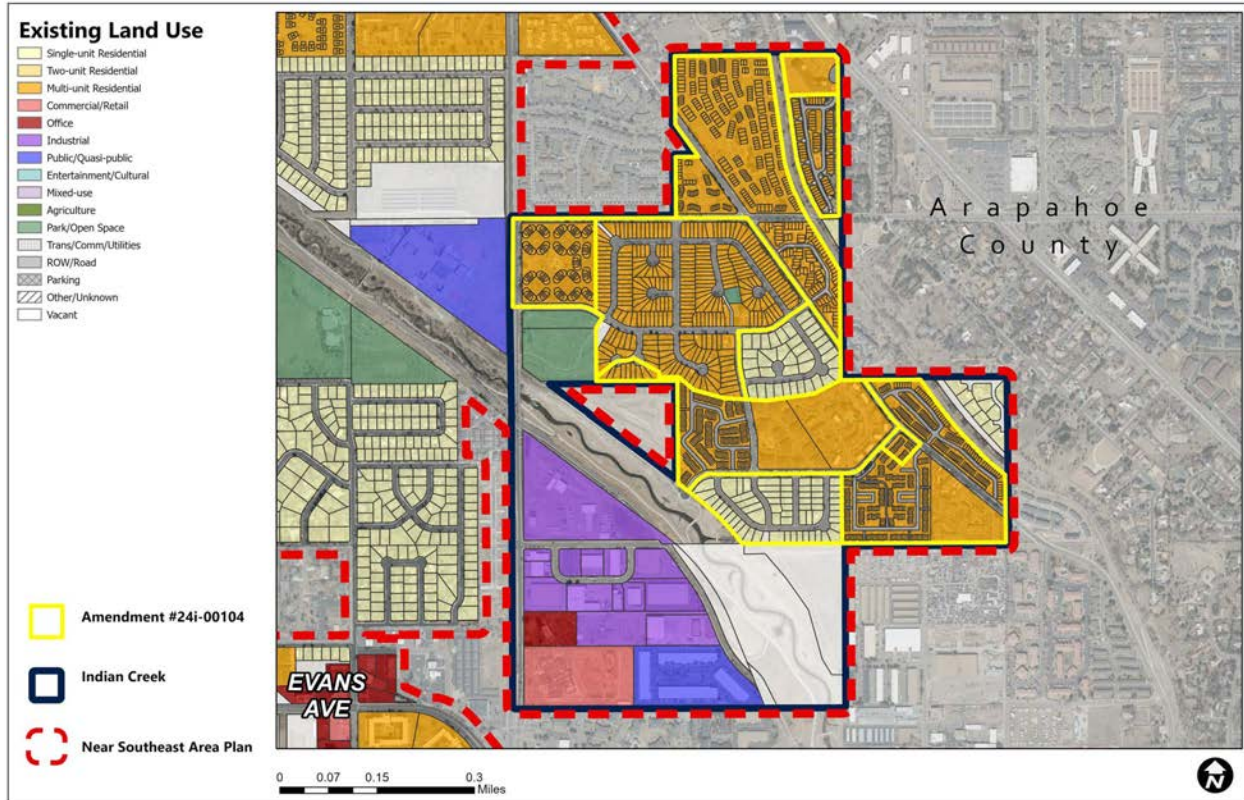 Existing Land Use
Single-unit Residential
Two-unit Residential
Multi-unit Residential
Commercial/Retail
Office
Industrial
Public/Quasi-public
Entertainment/Cultural
Mixed-use
Agriculture
Park/Open Space
Trans/Comm/Utilities
ROW/Road
Parking
Other/Unknown
Vacant
Amendment #24i-00104
Indian Creek
Near Southeast Area Plan
Arapahoe
County
EVANS
AVE
0 0.07 0.15 0.3
Miles
N